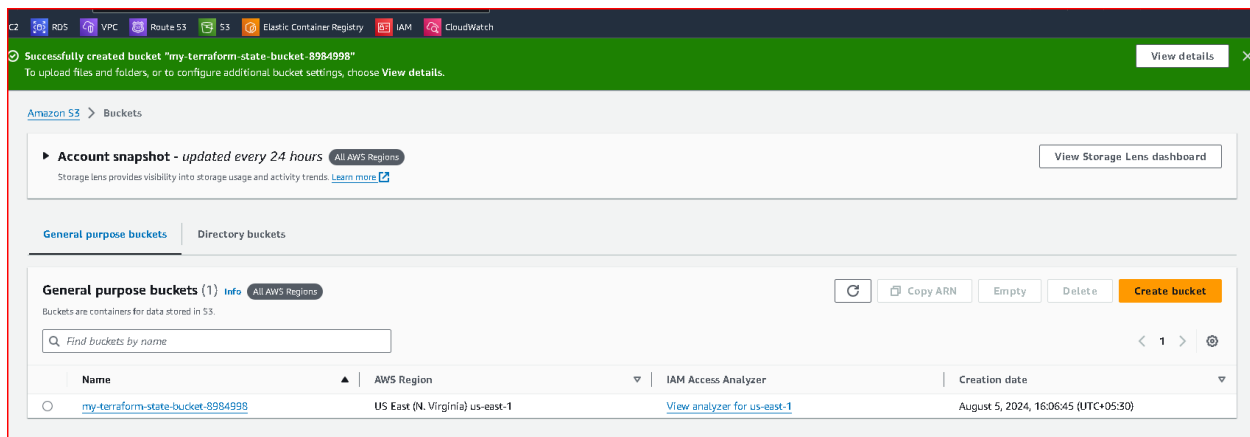 C2 RDS VPC Route 53 S3 Elastic Container Registry IAM CloudWatch
Successfully created bucket "my-terraform-state-bucket-8984998"
View details
To upload files and folders, or to configure additional bucket settings, choose View details.
Amazon S3 > Buckets
Account snapshot - updated every 24 hours All AWS Regions
View Storage Lens dashboard
Storage lens provides visibility into storage usage and activity trends. Learn more
General purpose buckets Directory buckets
General purpose buckets (1) Info All AWS Regions
Copy ARN Empty Delete Create bucket
Buckets are containers for data stored in S3.
Find buckets by name
1
Name AWS Region IAM Access Analyzer Creation date
my-terraform-state-bucket-8984998 US East (N. Virginia) us-east-1 View analyzer for us-east-1 August 5, 2024, 16:06:45 (UTC+05:30)